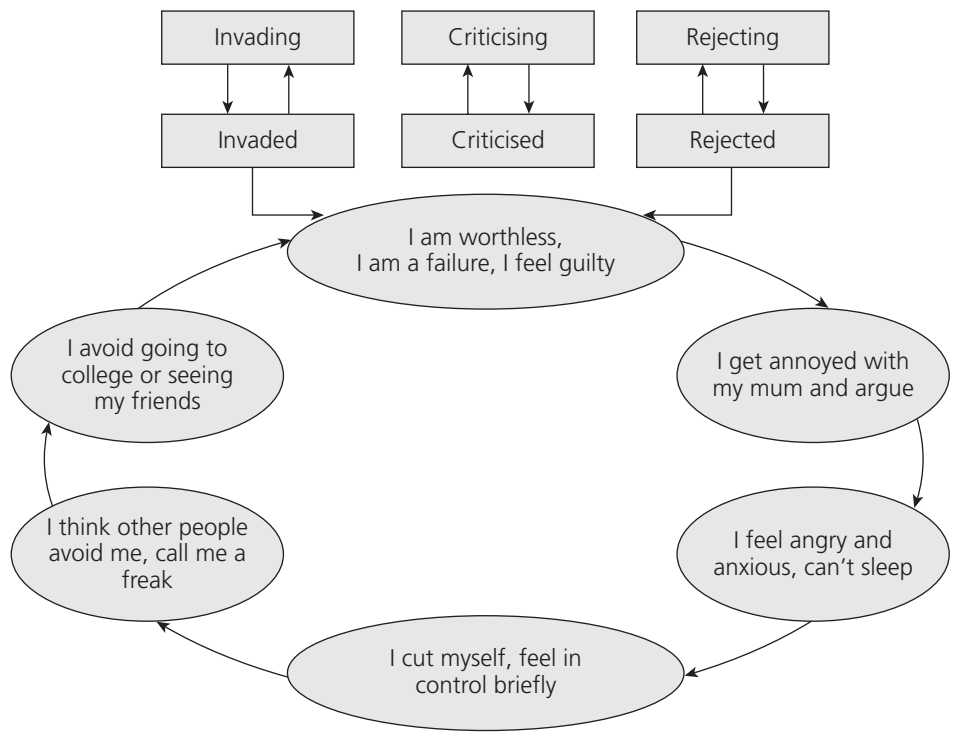 Invading
Criticising
Rejecting
Invaded
Criticised
Rejected
I am worthless,
I am a failure, I feel guilty
I get annoyed with
my mum and argue
I feel angry and
anxious, can't sleep
I cut myself, feel in
control briefly
I think other people
avoid me, call me a
freak
I avoid going to
college or seeing
my friends